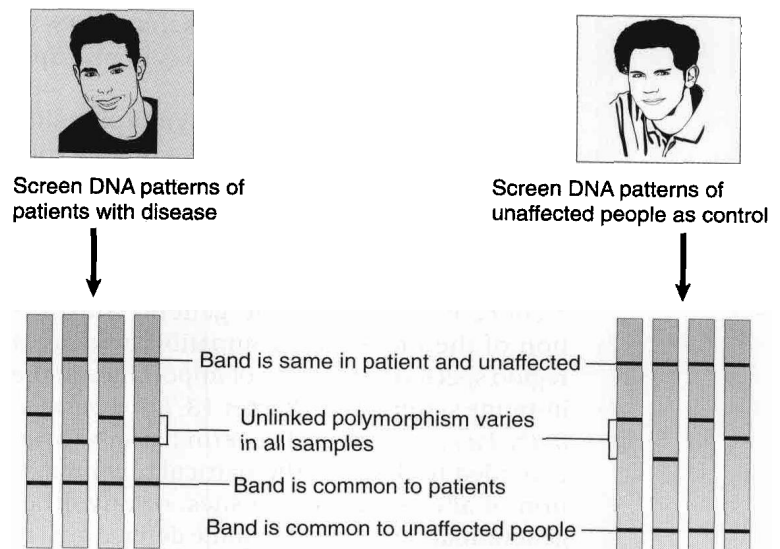 Screen DNA patterns of
patients with disease
Screen DNA patterns of
unaffected people as control
Band is same in patient and unaffected
Unlinked polymorphism varies
in all samples
Band is common to patients
Band is common to unaffected people